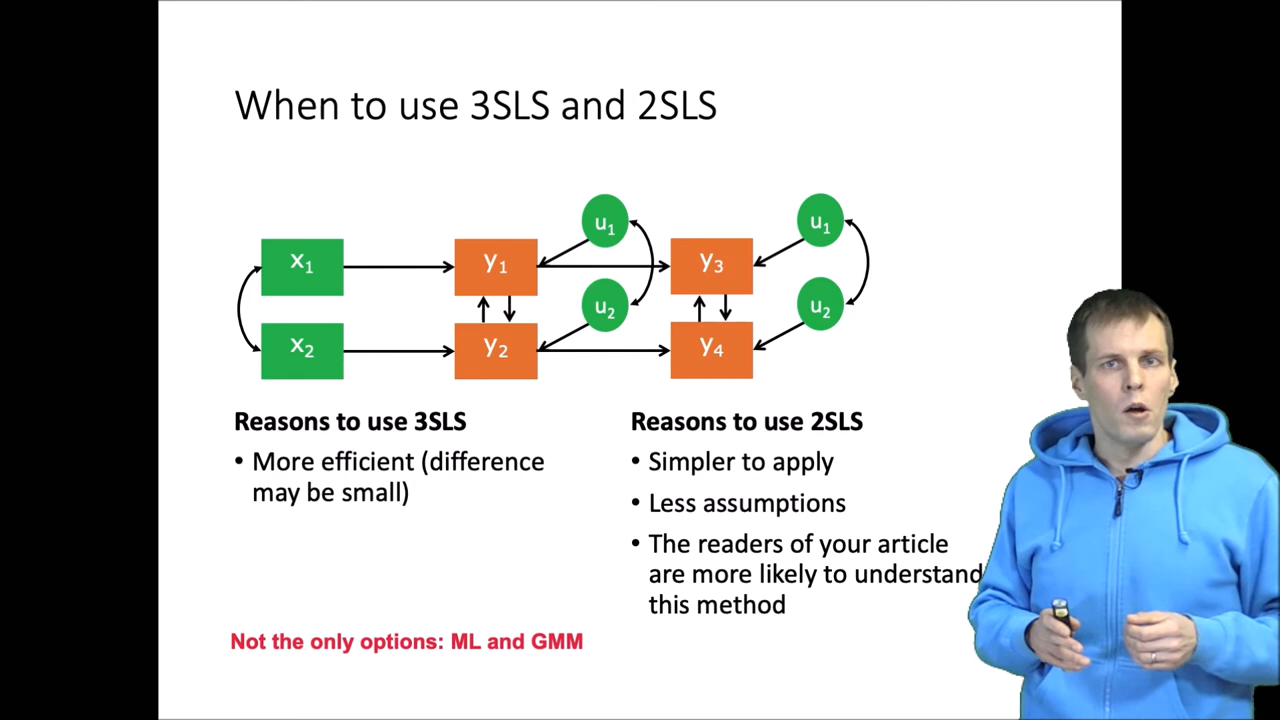 When to use 3SLS and 2SLS
x1
y1
u1
y3
u1
x2
y2
u2
y4
u2
Reasons to use 3SLS
• More efficient (difference
may be small)
Reasons to use 2SLS
• Simpler to apply
• Less assumptions
• The readers of your article
are more likely to understand
this method
Not the only options: ML and GMM